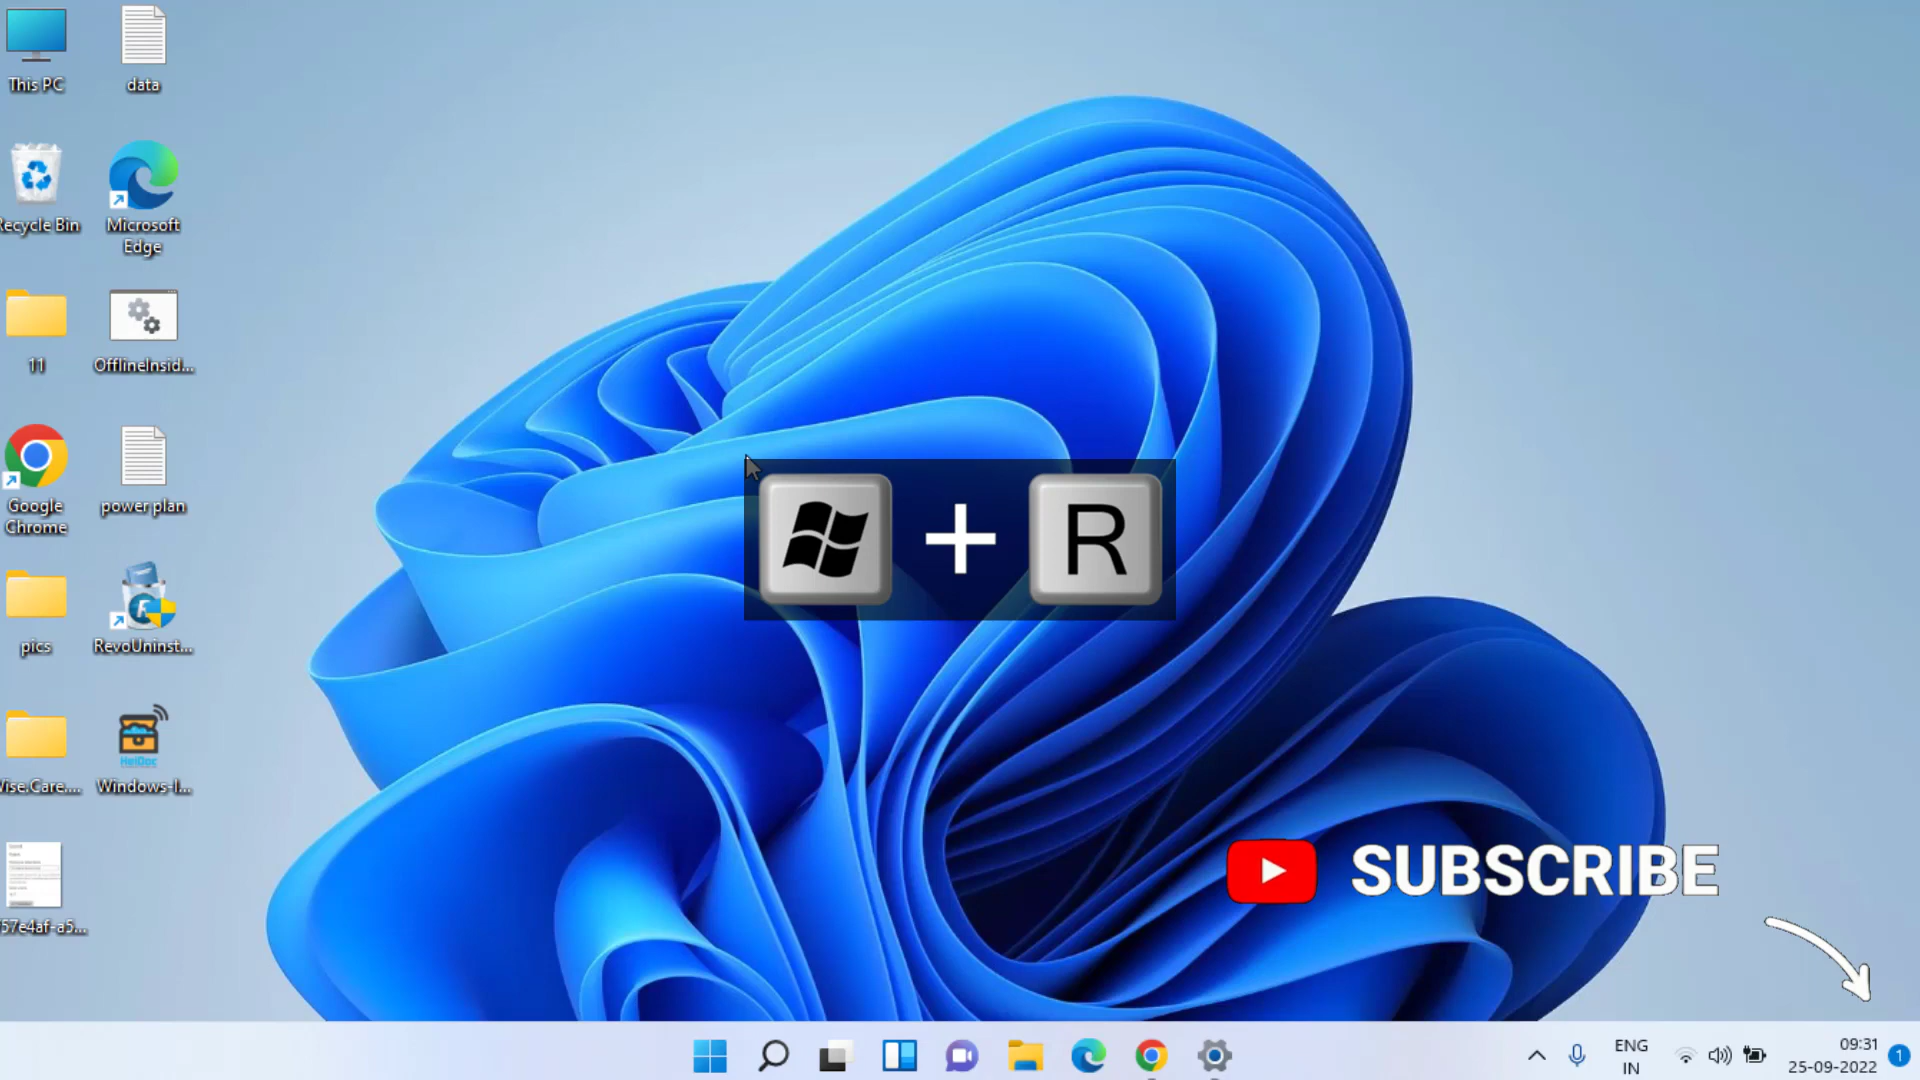 This PC
data
Recycle Bin
Microsoft
Edge
11
OfflineInsid...
Google
Chrome
power plan
pics
RevoUninst...
Wise.Care....
Windows-I...
HeiDoc
57e4af-a5...
+
R
SUBSCRIBE
ENG
IN
09:31
25-09-2022
1